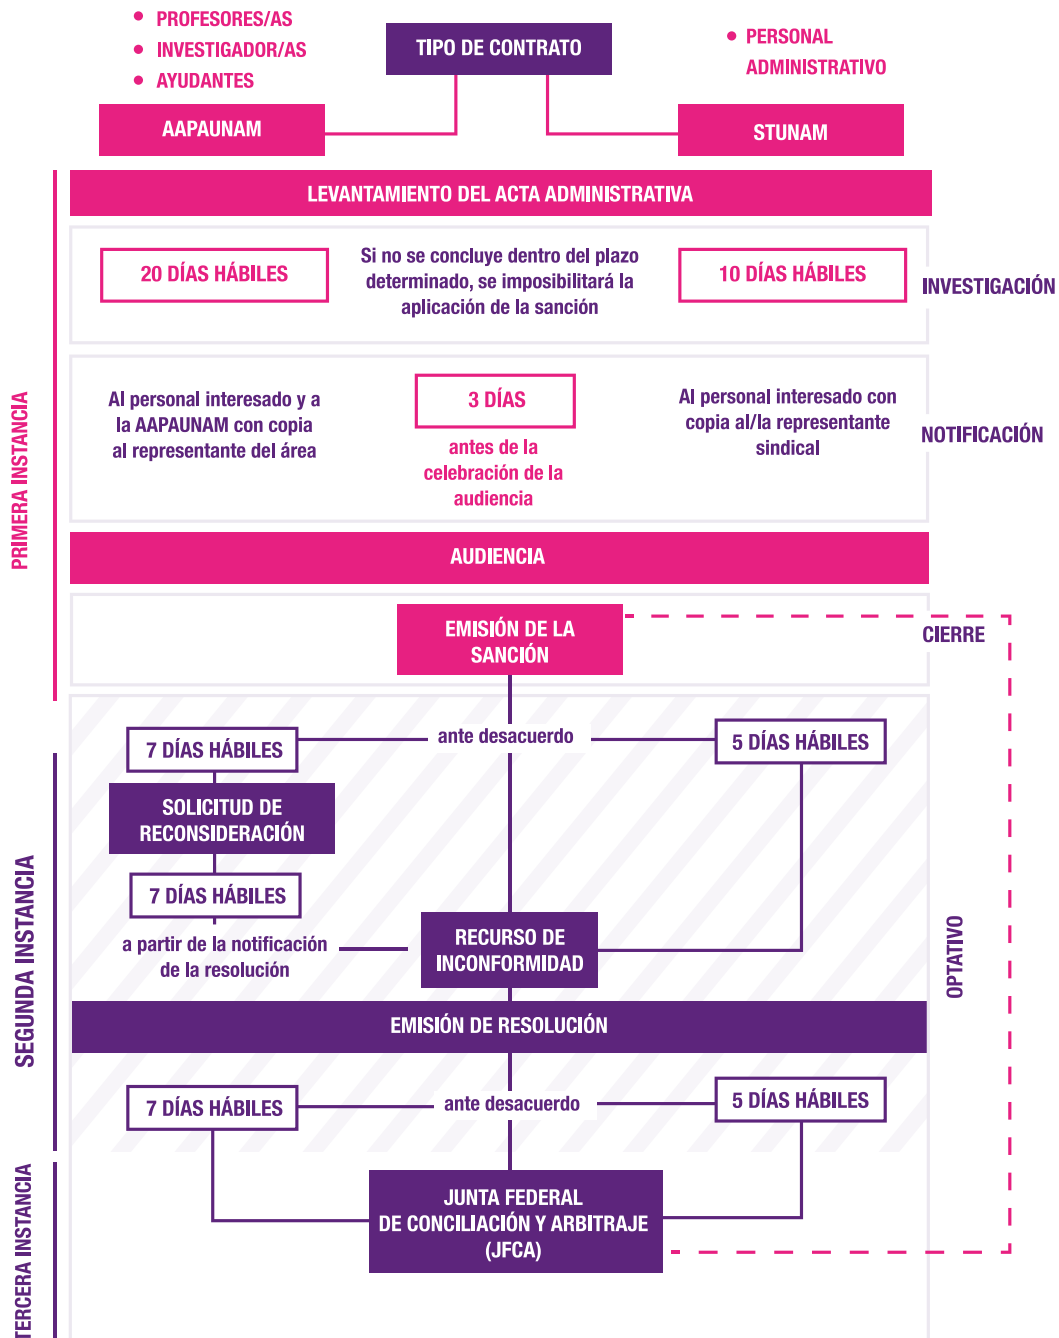 • PROFESORES/AS
• INVESTIGADOR/AS
• AYUDANTES
TIPO DE CONTRATO
• PERSONAL
ADMINISTRATIVO
AAPAUNAM
STUNAM
LEVANTAMIENTO DEL ACTA ADMINISTRATIVA
20 DÍAS HÁBILES
Si no se concluye dentro del plazo
determinado, se imposibilitará la
aplicación de la sanción
10 DÍAS HÁBILES
INVESTIGACIÓN
Al personal interesado y a
la AAPAUNAM con copia
al representante del área
3 DÍAS
antes de la
celebración de la
audiencia
Al personal interesado con
copia al/la representante
sindical
NOTIFICACIÓN
PRIMERA INSTANCIA
AUDIENCIA
EMISIÓN DE LA
SANCIÓN
CIERRE
7 DÍAS HÁBILES
ante desacuerdo
5 DÍAS HÁBILES
SOLICITUD DE
RECONSIDERACIÓN
7 DÍAS HÁBILES
a partir de la notificación
de la resolución
RECURSO DE
INCONFORMIDAD
SEGUNDA INSTANCIA
OPTATIVO
EMISIÓN DE RESOLUCIÓN
7 DÍAS HÁBILES
ante desacuerdo
5 DÍAS HÁBILES
JUNTA FEDERAL
DE CONCILIACIÓN Y ARBITRAJE
(JFCA)
TERCERA INSTANCIA